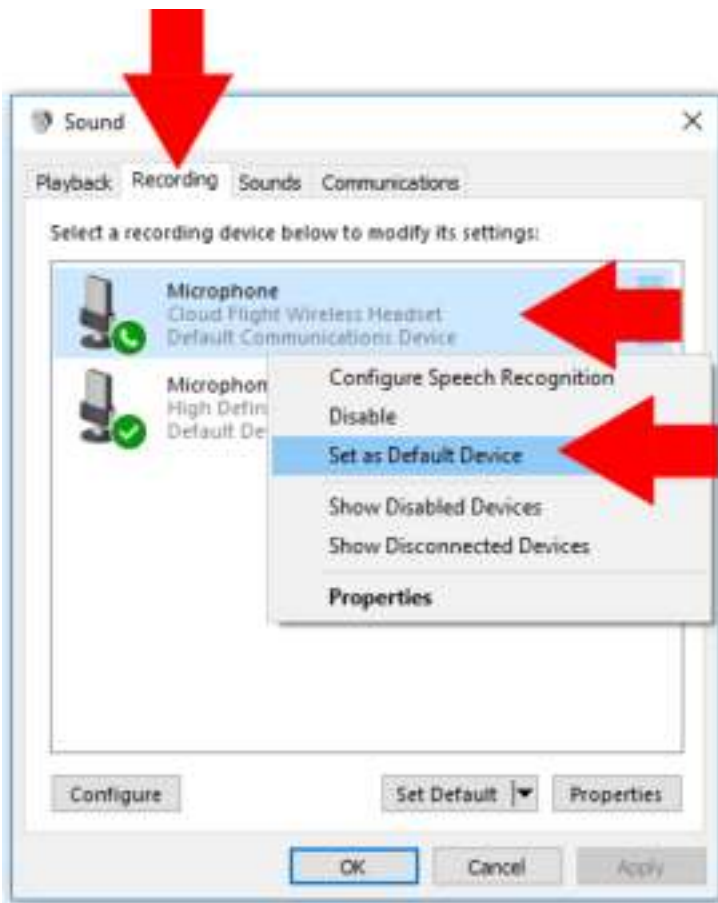 Sound
Playback Recording Sounds Communications
Select a recording device below to modify its settings:
Microphone
Cloud Flight Wireless Headset
Default Communications Device
Configure Speech Recognition
Microphon
Disable
High Defin
Default De
Set as Default Device
Show Disabled Devices
Show Disconnected Devices
Properties
Configure Set Default Properties
OK Cancel Apply